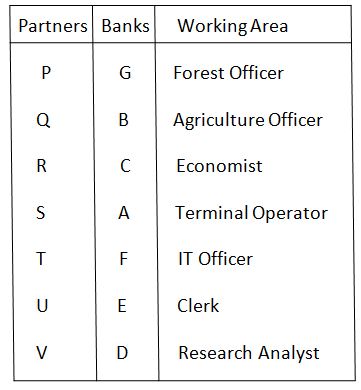 Partners Banks Working Area
P G Forest Officer
Q B Agriculture Officer
R C Economist
S A Terminal Operator
T F IT Officer
U E Clerk
V D Research Analyst